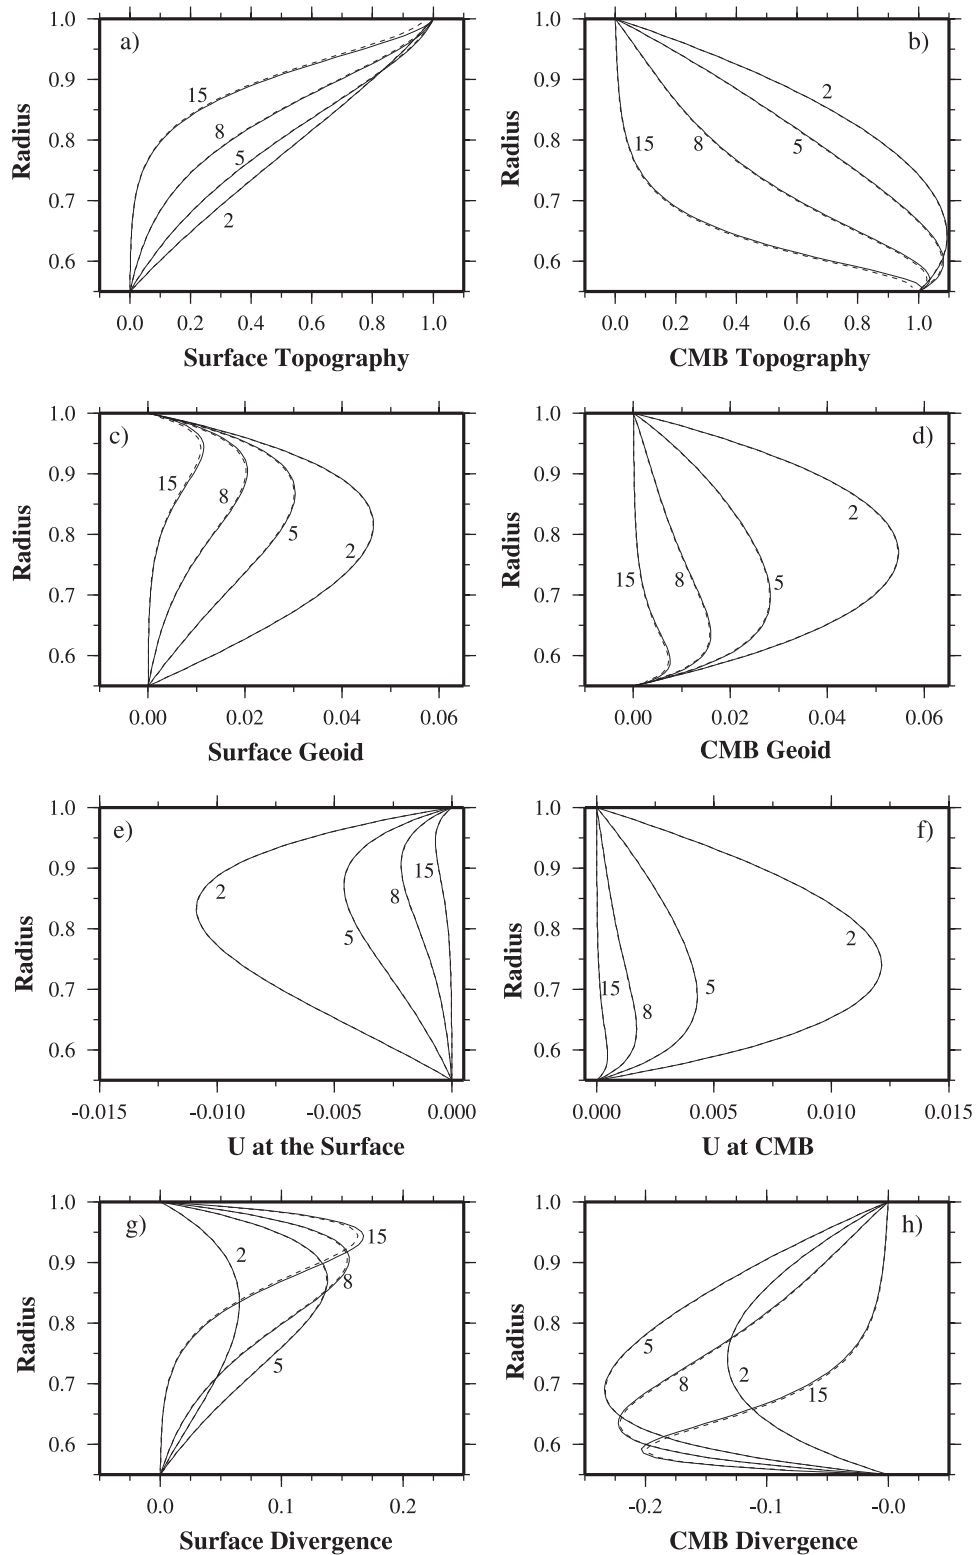 1.0
a)
0.9
15
8
0.8
5
0.7
2
0.6
Radius
0.0 0.2 0.4 0.6 0.8 1.0
Surface Topography
1.0
b)
0.9
2
0.8
15 8 5
0.7
0.6
Radius
0.0 0.2 0.4 0.6 0.8 1.0
CMB Topography
1.0
c)
0.9
15
8
0.8
5
2
0.7
0.6
Radius
0.00 0.02 0.04 0.06
Surface Geoid
1.0
d)
0.9
2
0.8
15 8 5
0.7
0.6
Radius
0.00 0.02 0.04 0.06
CMB Geoid
1.0
e)
0.9
2 8 15
0.8
5
0.7
0.6
Radius
-0.015 -0.010 -0.005 0.000
U at the Surface
1.0
f)
0.9
0.8
2
0.7
15 5
8
0.6
Radius
0.000 0.005 0.010 0.015
U at CMB
1.0
g)
15
2
0.9
8
0.8
5
0.7
0.6
Radius
0.0 0.1 0.2
Surface Divergence
1.0
h)
0.9
0.8
5
0.7
8 2 15
0.6
Radius
-0.2 -0.1 -0.0
CMB Divergence